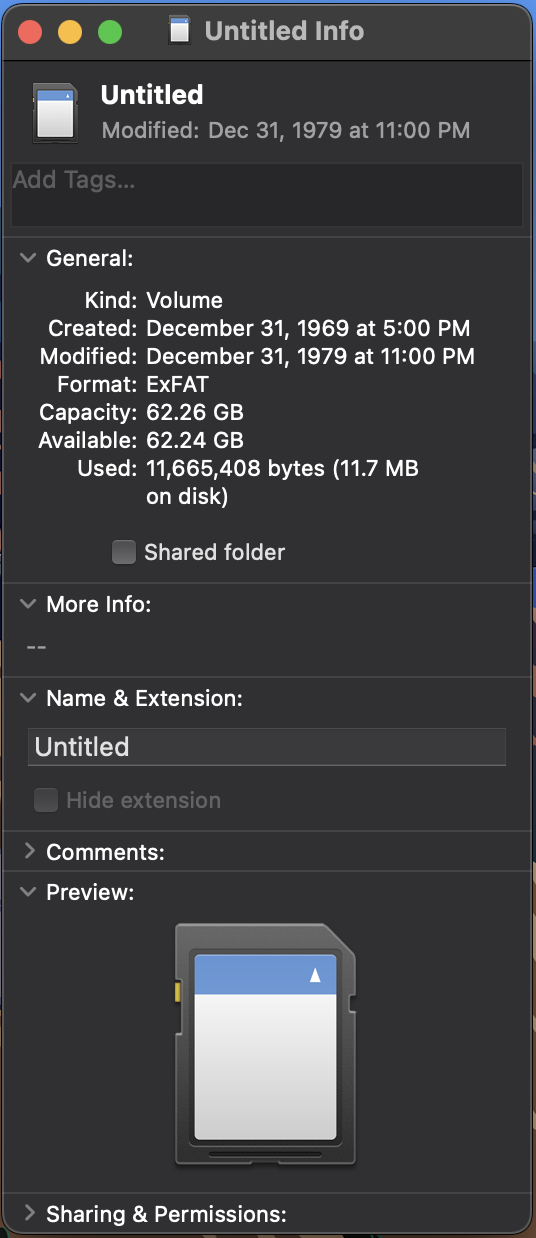 Untitled Info
Untitled
Modified: Dec 31, 1979 at 11:00 PM
Add Tags...
General:
Kind: Volume
Created: December 31, 1969 at 5:00 PM
Modified: December 31, 1979 at 11:00 PM
Format: ExFAT
Capacity: 62.26 GB
Available: 62.24 GB
Used: 11,665,408 bytes (11.7 MB
on disk)
Shared folder
More Info:
--
Name & Extension:
Untitled
Hide extension
Comments:
Preview:
Sharing & Permissions: